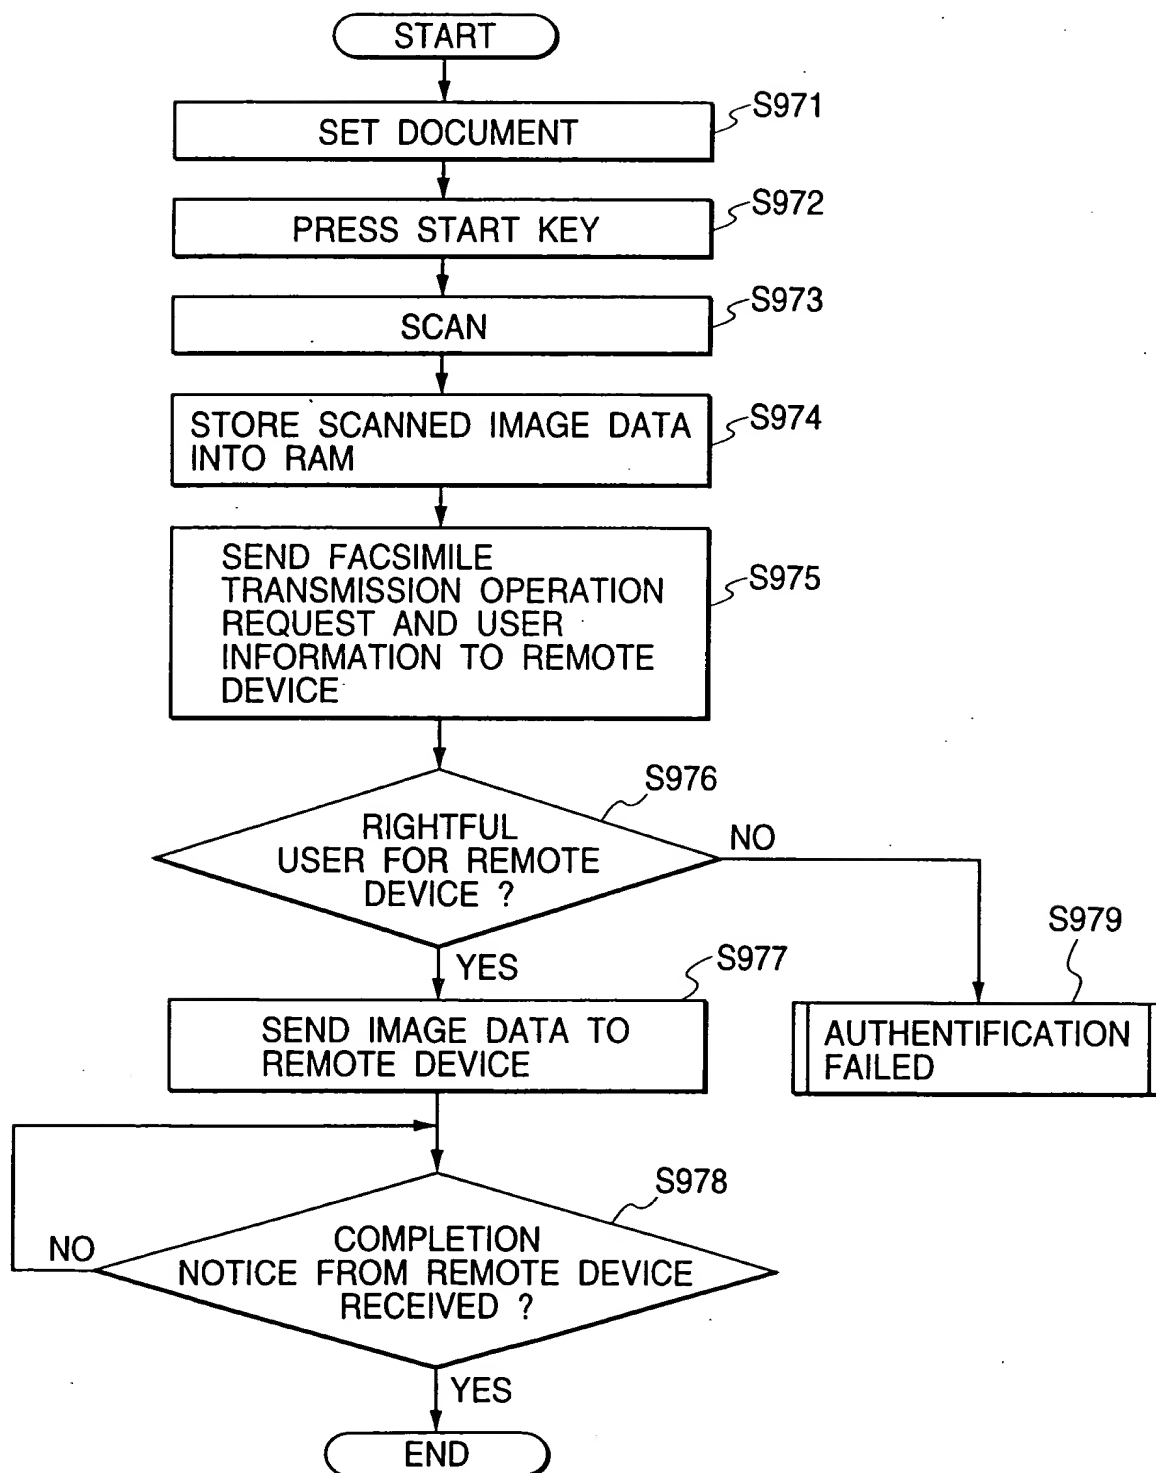 START
S971
SET DOCUMENT
S972
PRESS START KEY
S973
SCAN
S974
STORE SCANNED IMAGE DATA
INTO RAM
S975
SEND FACSIMILE
TRANSMISSION OPERATION
REQUEST AND USER
INFORMATION TO REMOTE
DEVICE
S976
RIGHTFUL
USER FOR REMOTE
DEVICE ?
NO
YES
S977
SEND IMAGE DATA TO
REMOTE DEVICE
S979
AUTHENTIFICATION
FAILED
S978
COMPLETION
NOTICE FROM REMOTE DEVICE
RECEIVED ?
NO
YES
END